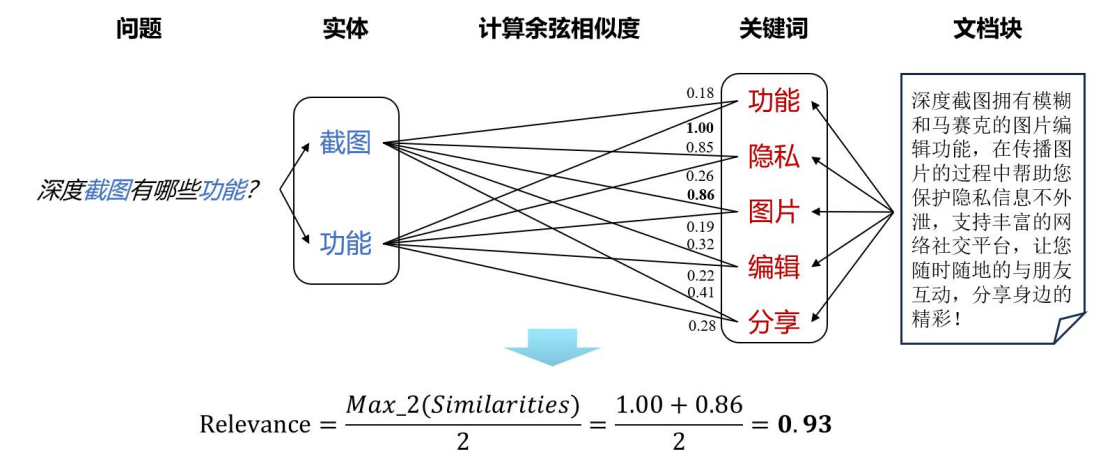 问题 实体 计算余弦相似度 关键词 文档块
深度截图有哪些功能?
截图
功能
0.18
1.00
0.85
0.26
0.86
0.19
0.32
0.22
0.41
0.28
功能
隐私
图片
编辑
分享
深度截图拥有模糊
和马赛克的图片编
辑功能，在传播图
片的过程中帮助您
保护隐私信息不外
泄，支持丰富的网
络社交平台，让您
随时随地的与朋友
互动，分享身边的
精彩！
Relevance = Max_2(Similarities) / 2 = 1.00 + 0.86 / 2 = 0.93